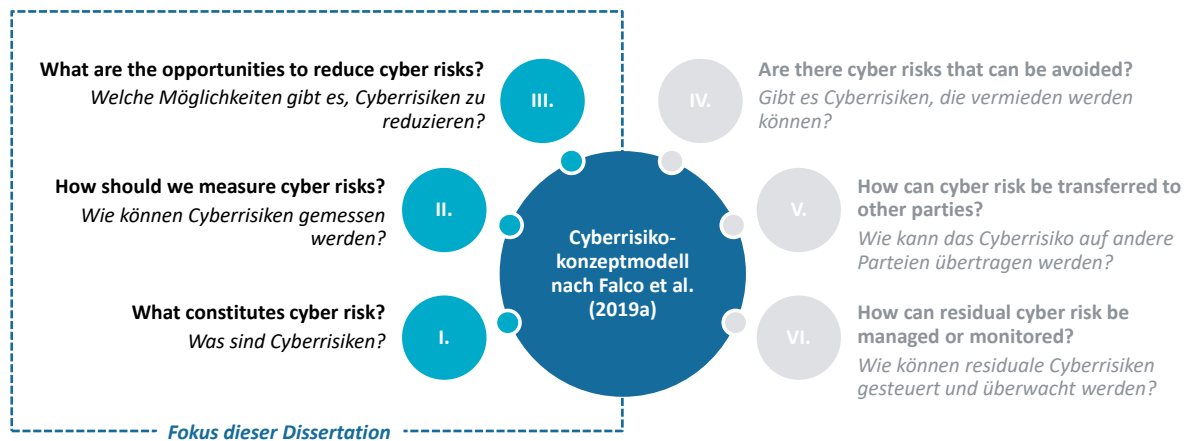 What are the opportunities to reduce cyber risks?
Welche Möglichkeiten gibt es, Cyberrisiken zu
reduzieren?
III.
How should we measure cyber risks?
Wie können Cyberrisiken gemessen
werden?
II.
What constitutes cyber risk?
Was sind Cyberrisiken?
I.
Cyberrisiko-
konzeptmodell
nach Falco et al.
(2019a)
IV.
Are there cyber risks that can be avoided?
Gibt es Cyberrisiken, die vermieden werden
können?
V.
How can cyber risk be transferred to
other parties?
Wie kann das Cyberrisiko auf andere
Parteien übertragen werden?
VI.
How can residual cyber risk be
managed or monitored?
Wie können residuale Cyberrisiken
gesteuert und überwacht werden?
Fokus dieser Dissertation